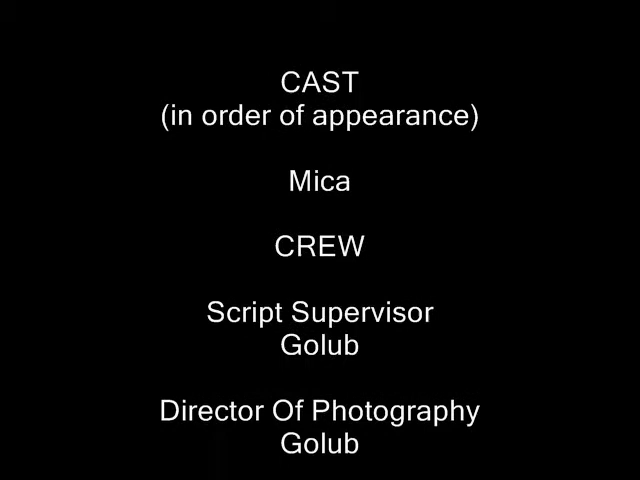 CAST
(in order of appearance)
Mica
CREW
Script Supervisor
Golub
Director Of Photography
Golub